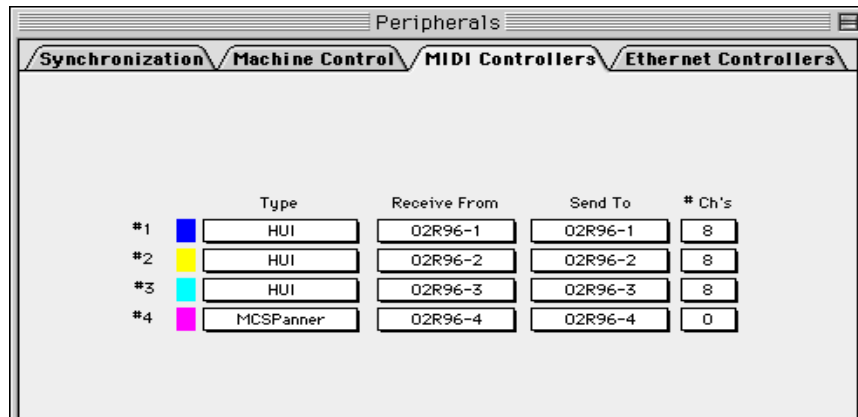 Peripherals
Synchronization Machine Control MIDI Controllers Ethernet Controllers
Type Receive From Send To # Ch's
#1 HUI 02R96-1 02R96-1 8
#2 HUI 02R96-2 02R96-2 8
#3 HUI 02R96-3 02R96-3 8
#4 MCSPanner 02R96-4 02R96-4 0